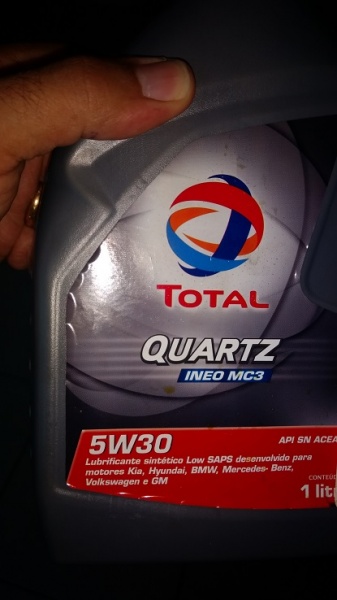 TOTAL
QUARTZ
INEO MC3
5W30
API SN ACEA
Lubrificante sintético Low SAPS desenvolvido para
motores Kia, Hyundai, BMW, Mercedes- Benz,
Volkswagen e GM
1